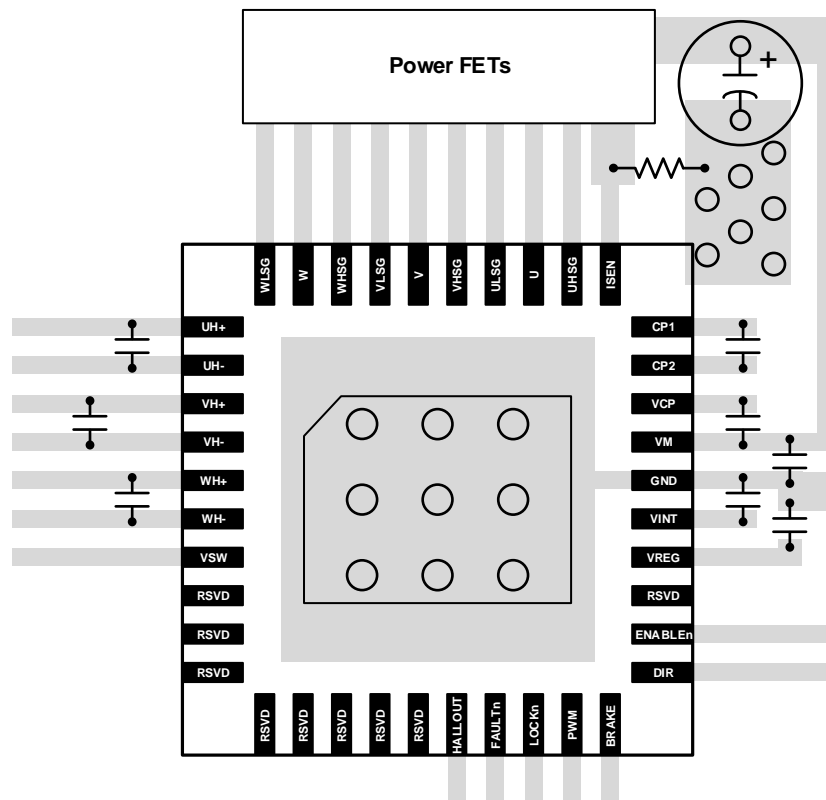 Power FETs
+
WLSG
W
WHSG
VLSG
V
VHSG
ULSG
U
UHSG
ISEN
UH+
UH-
VH+
VH-
WH+
WH-
VSW
RSVD
RSVD
RSVD
CP1
CP2
VCP
VM
GND
VINT
VREG
RSVD
ENABLEn
DIR
RSVD
RSVD
RSVD
RSVD
RSVD
HALLOUT
FAULTn
LOCKn
PWM
BRAKE